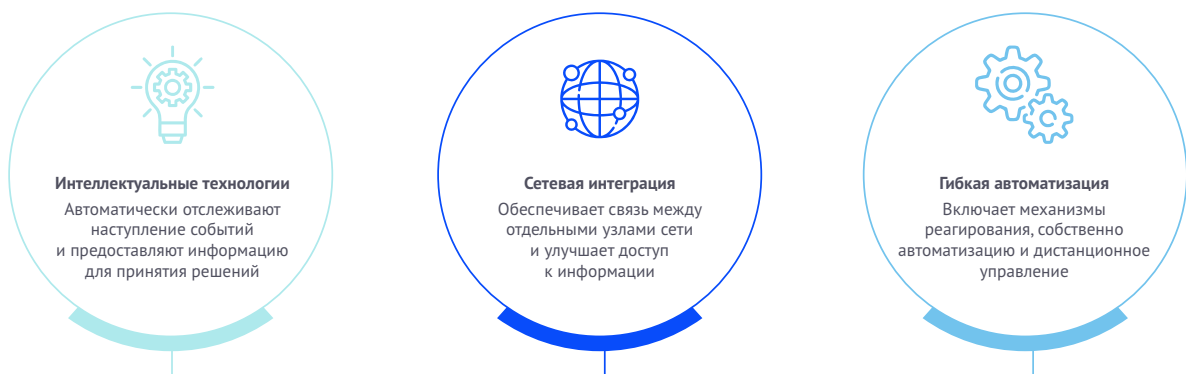 Интеллектуальные технологии
Автоматически отслеживают
наступление событий
и предоставляют информацию
для принятия решений
Сетевая интеграция
Обеспечивает связь между
отдельными узлами сети
и улучшает доступ
к информации
Гибкая автоматизация
Включает механизмы
реагирования, собственно
автоматизацию и дистанционное
управление